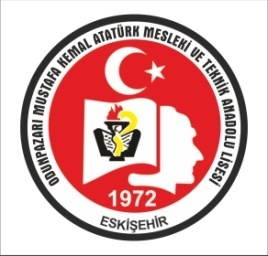 ODUNPAZARI MUSTAFA KEMAL ATATÜRK MESLEKİ VE TEKNİK ANADOLU LİSESİ
1972
ESKİŞEHİR